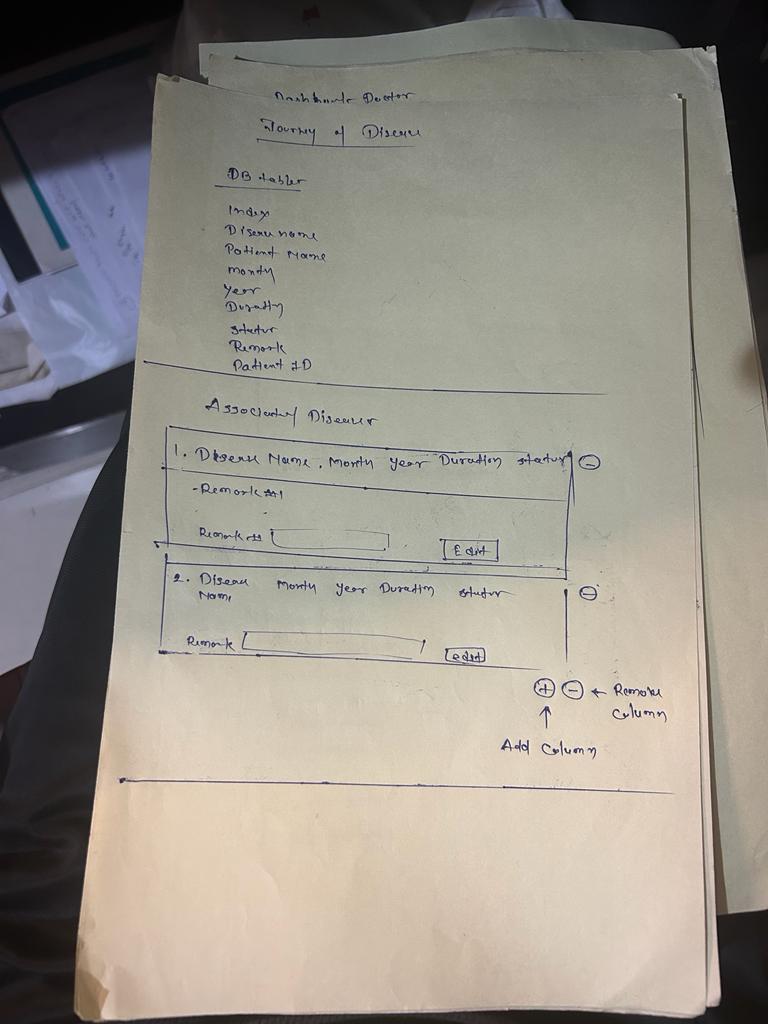 Dashboard Doctor
Journey of Disease
DB tables
Index
Disease name
Patient Name
month
year
Duration
status
Remark
Patient ID
Associated Diseases
1. Disease Name, Month Year Duration status -
- Remark #1
Remark
Edit
2. Disease Name Month Year Duration status -
Remark
edit
+ - ← Remove Column
↑
Add Column